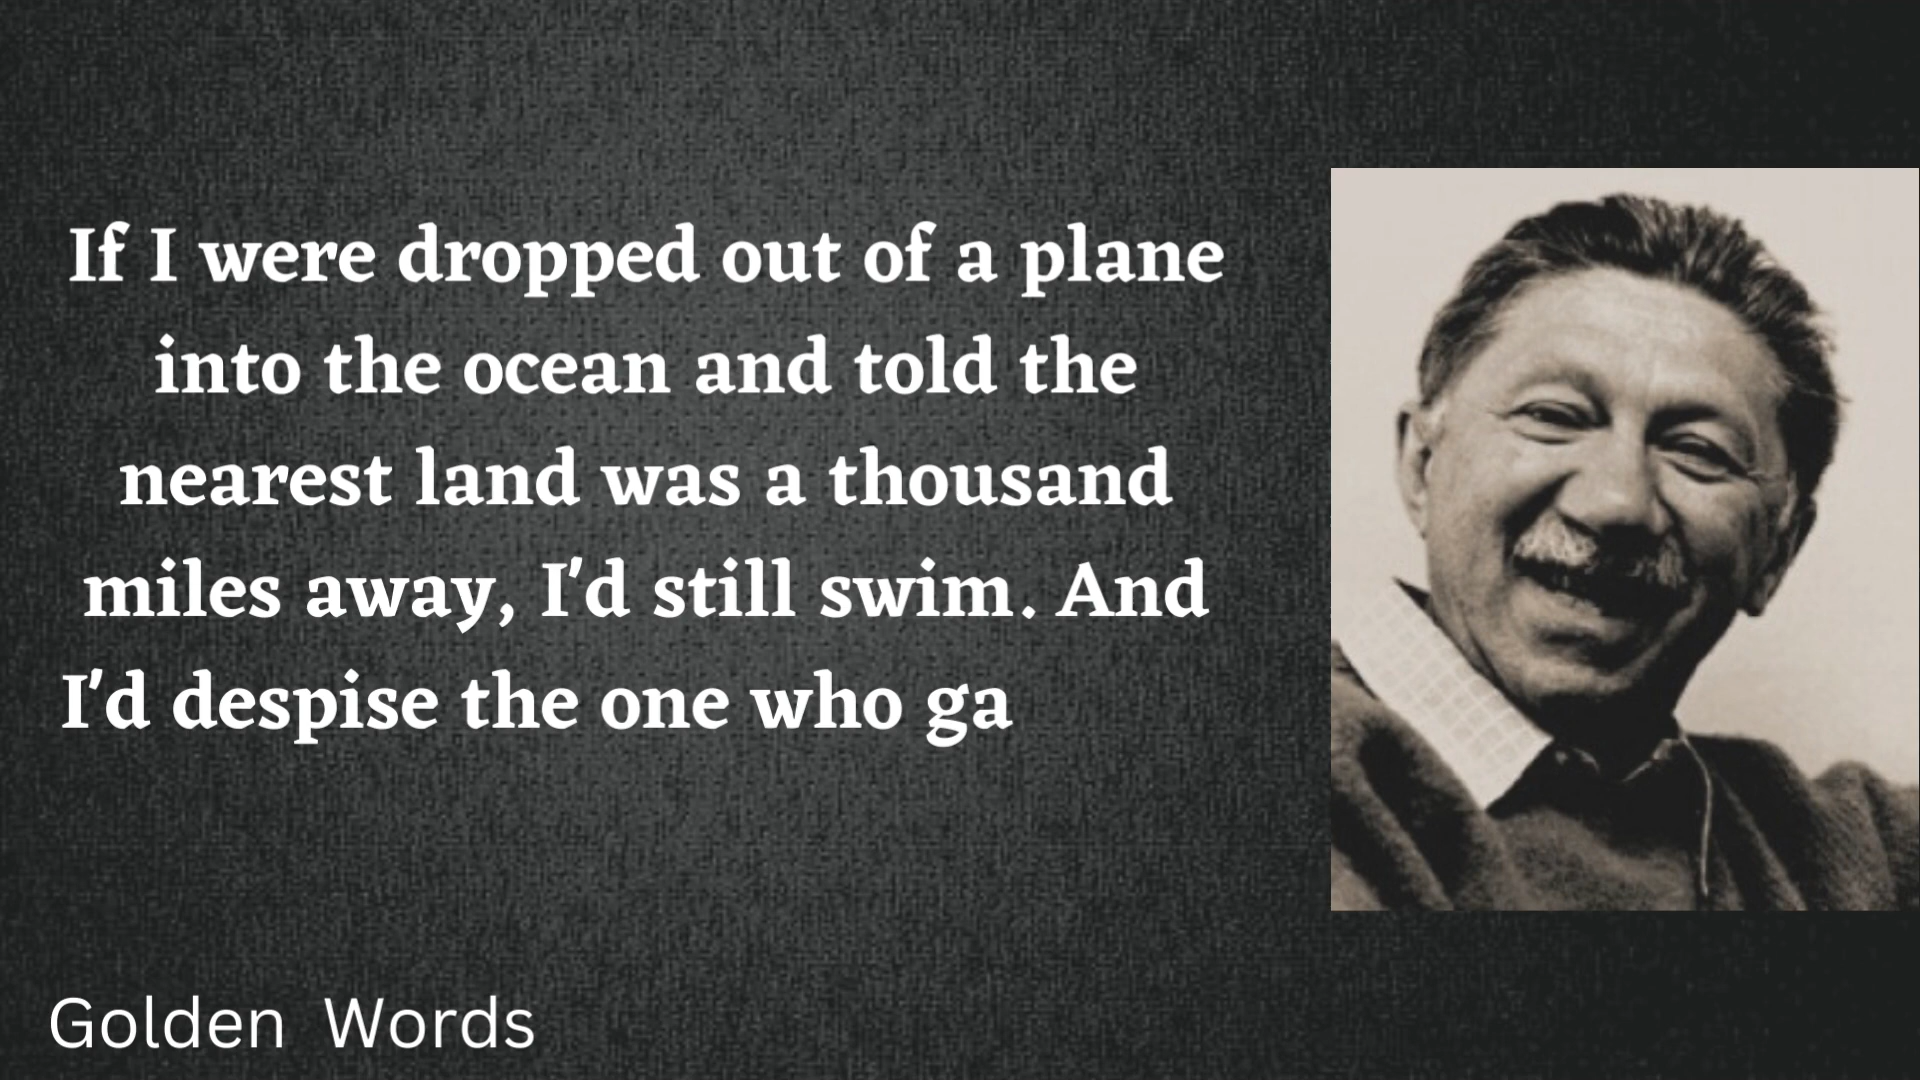 If I were dropped out of a plane
into the ocean and told the
nearest land was a thousand
miles away, I'd still swim. And
I'd despise the one who ga
Golden Words